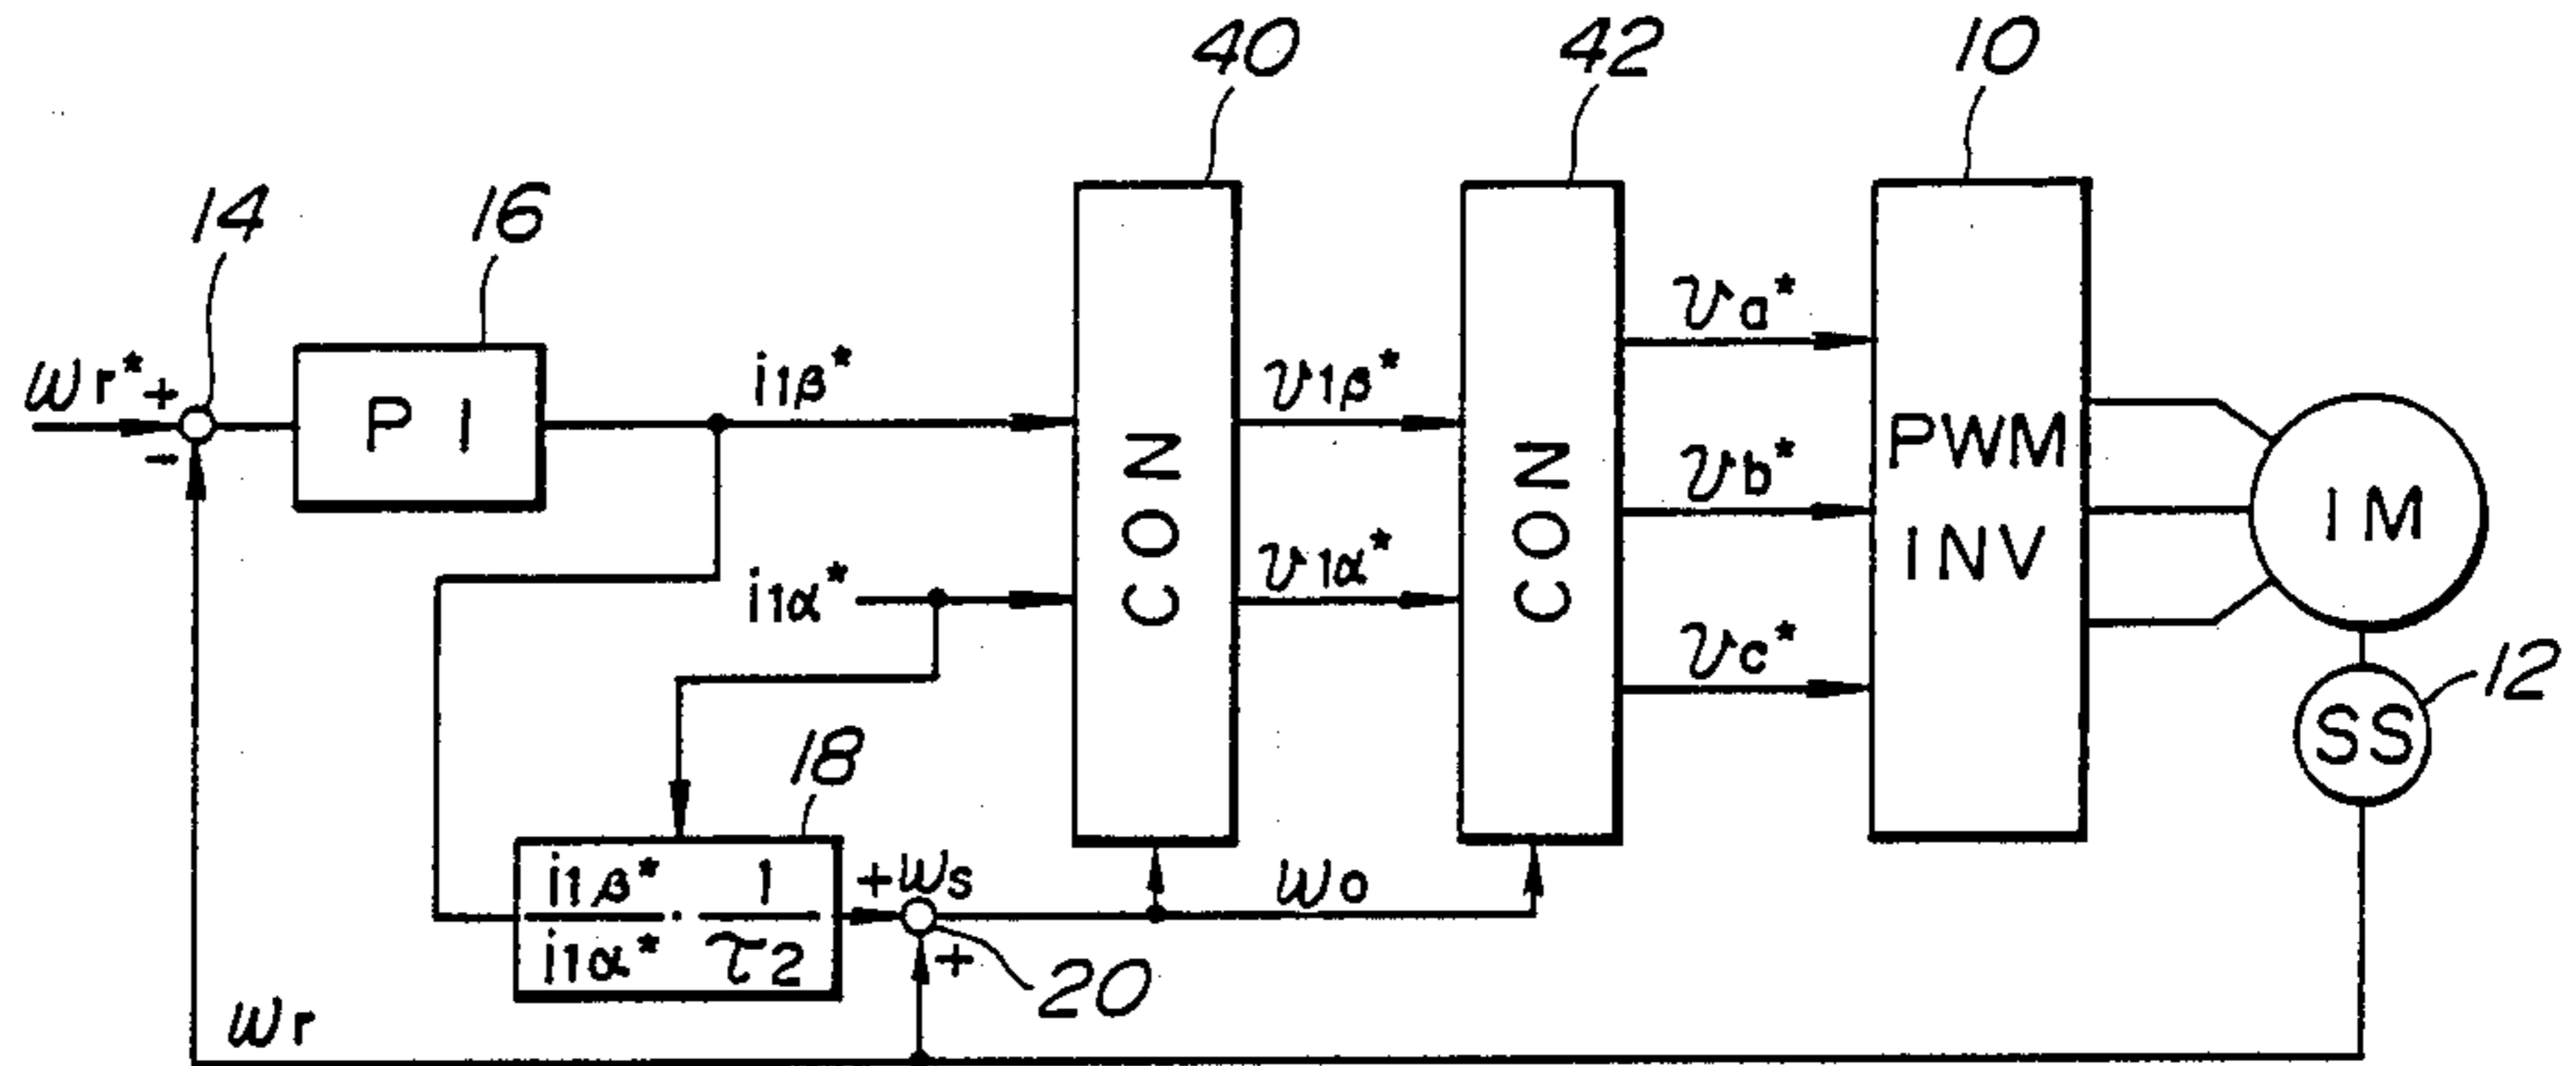 40
42
10
14
16
ωr*
+
−
PI
i1β*
i1α*
CON
v1β*
v1α*
CON
va*
vb*
vc*
PWM
INV
IM
SS
12
18
i1β* / i1α* · 1 / τ2
+
ωs
+
20
ωo
ωr